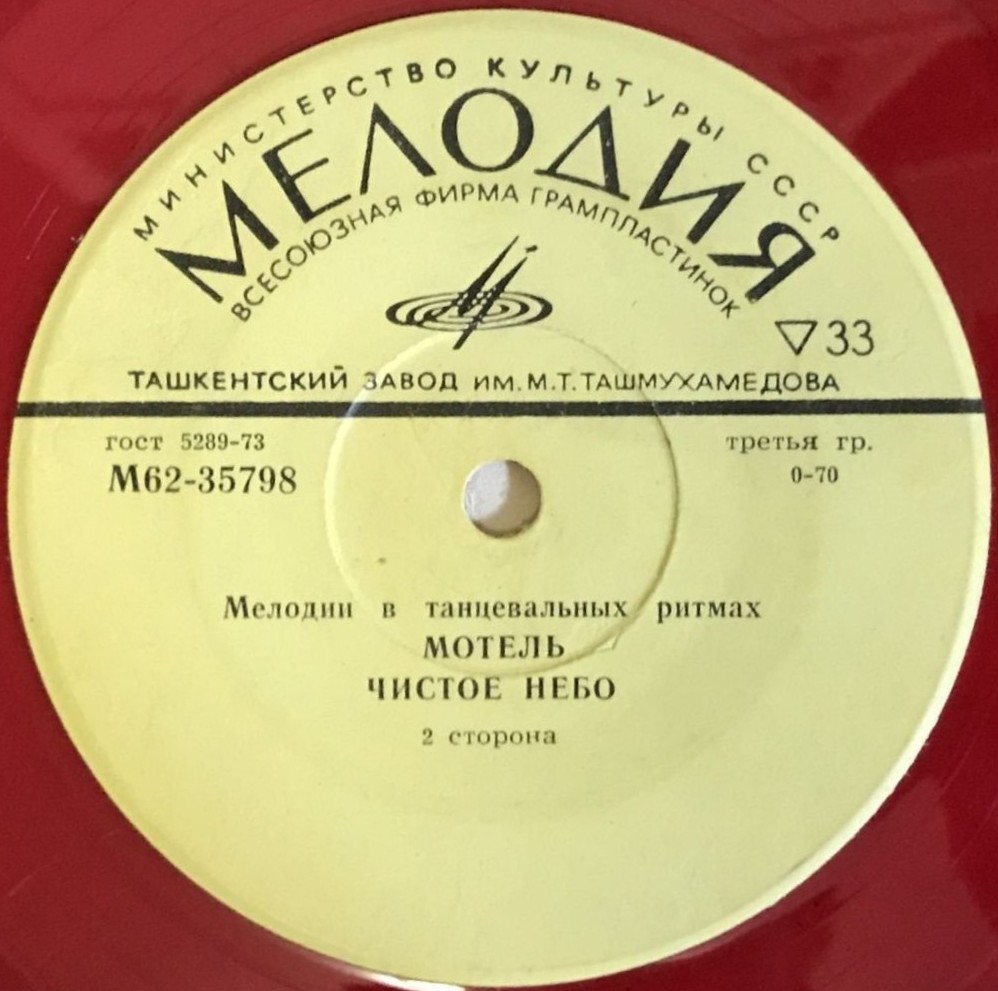 МИНИСТЕРСТВО КУЛЬТУРЫ СССР
МЕЛОДИЯ
ВСЕСОЮЗНАЯ ФИРМА ГРАМПЛАСТИНОК
▽33
ТАШКЕНТСКИЙ ЗАВОД ИМ. М.Т. ТАШМУХАМЕДОВА
гост 5289-73
третья гр.
М62-35798
0-70
Мелодии в танцевальных ритмах
МОТЕЛЬ
ЧИСТОЕ НЕБО
2 сторона